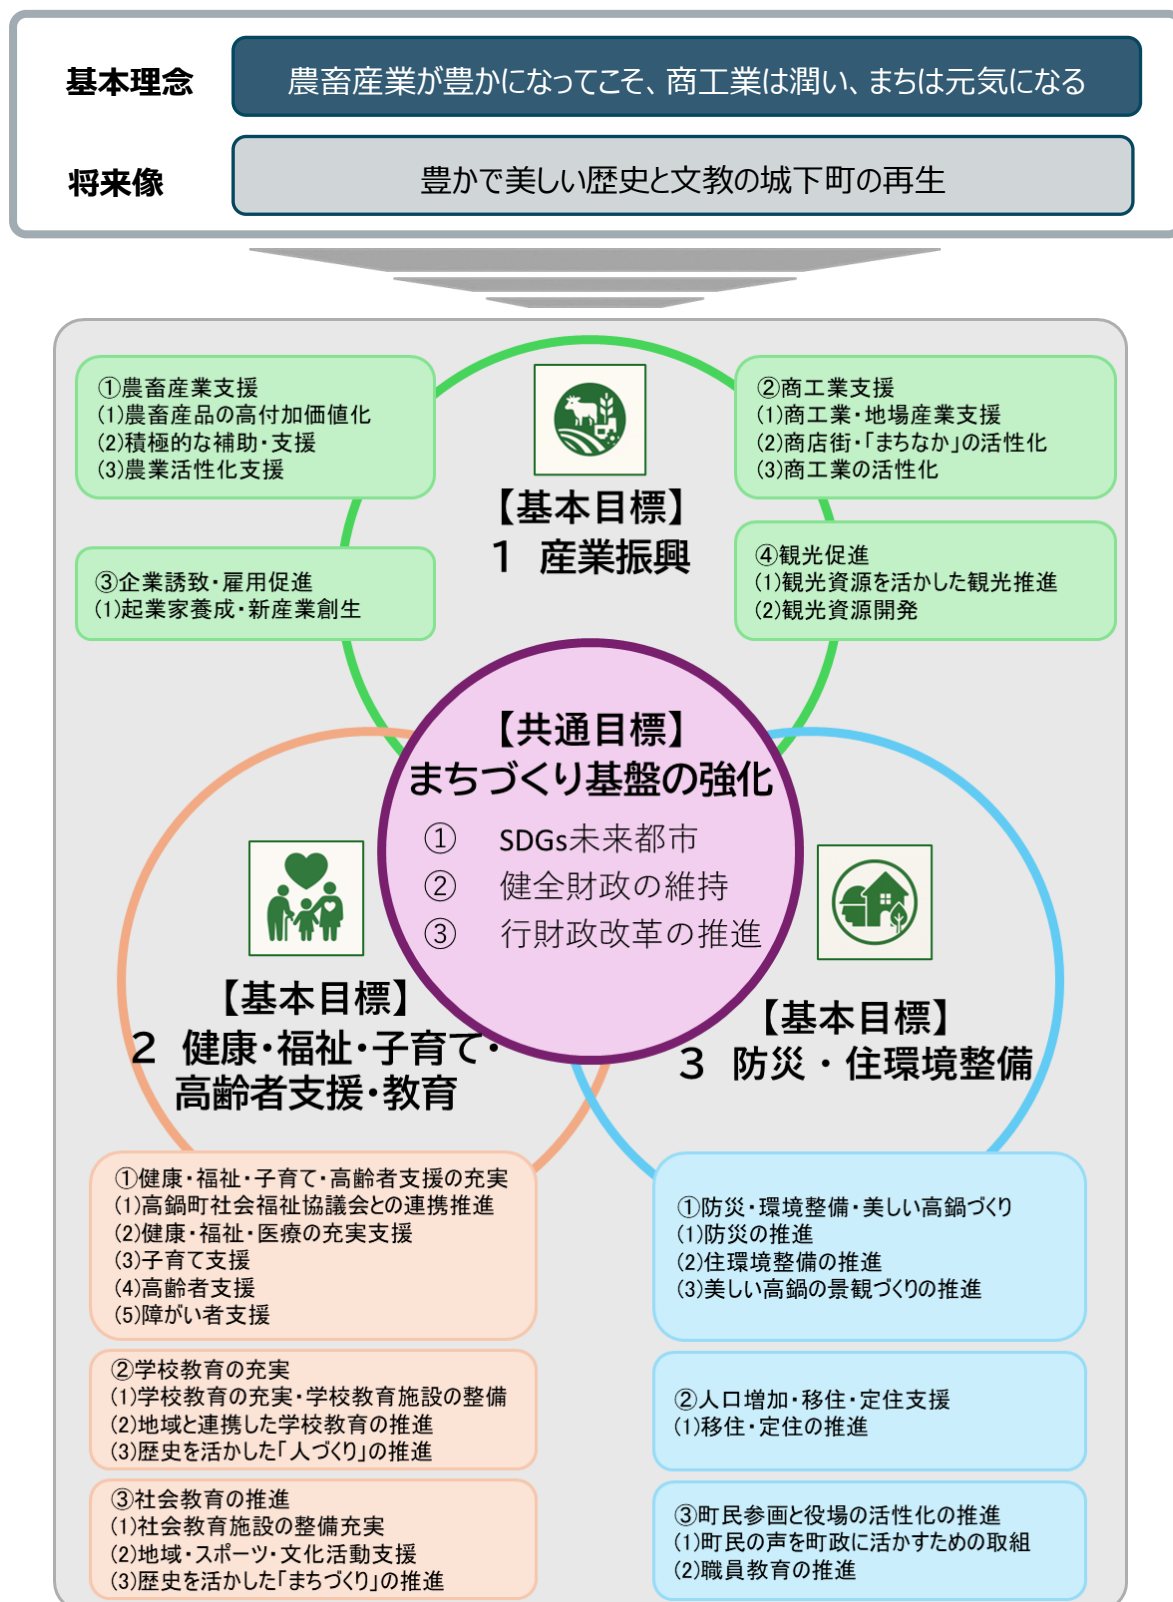 基本理念
農畜産業が豊かになってこそ、商工業は潤い、まちは元気になる
将来像
豊かで美しい歴史と文教の城下町の再生
①農畜産業支援
(1)農畜産品の高付加価値化
(2)積極的な補助・支援
(3)農業活性化支援
②商工業支援
(1)商工業・地場産業支援
(2)商店街・「まちなか」の活性化
(3)商工業の活性化
【基本目標】
1 産業振興
③企業誘致・雇用促進
(1)起業家養成・新産業創生
④観光促進
(1)観光資源を活かした観光推進
(2)観光資源開発
【共通目標】
まちづくり基盤の強化
① SDGs未来都市
② 健全財政の維持
③ 行財政改革の推進
【基本目標】
2 健康・福祉・子育て・
高齢者支援・教育
【基本目標】
3 防災・住環境整備
①健康・福祉・子育て・高齢者支援の充実
(1)高鍋町社会福祉協議会との連携推進
(2)健康・福祉・医療の充実支援
(3)子育て支援
(4)高齢者支援
(5)障がい者支援
②学校教育の充実
(1)学校教育の充実・学校教育施設の整備
(2)地域と連携した学校教育の推進
(3)歴史を活かした「人づくり」の推進
③社会教育の推進
(1)社会教育施設の整備充実
(2)地域・スポーツ・文化活動支援
(3)歴史を活かした「まちづくり」の推進
①防災・環境整備・美しい高鍋づくり
(1)防災の推進
(2)住環境整備の推進
(3)美しい高鍋の景観づくりの推進
②人口増加・移住・定住支援
(1)移住・定住の推進
③町民参画と役場の活性化の推進
(1)町民の声を町政に活かすための取組
(2)職員教育の推進